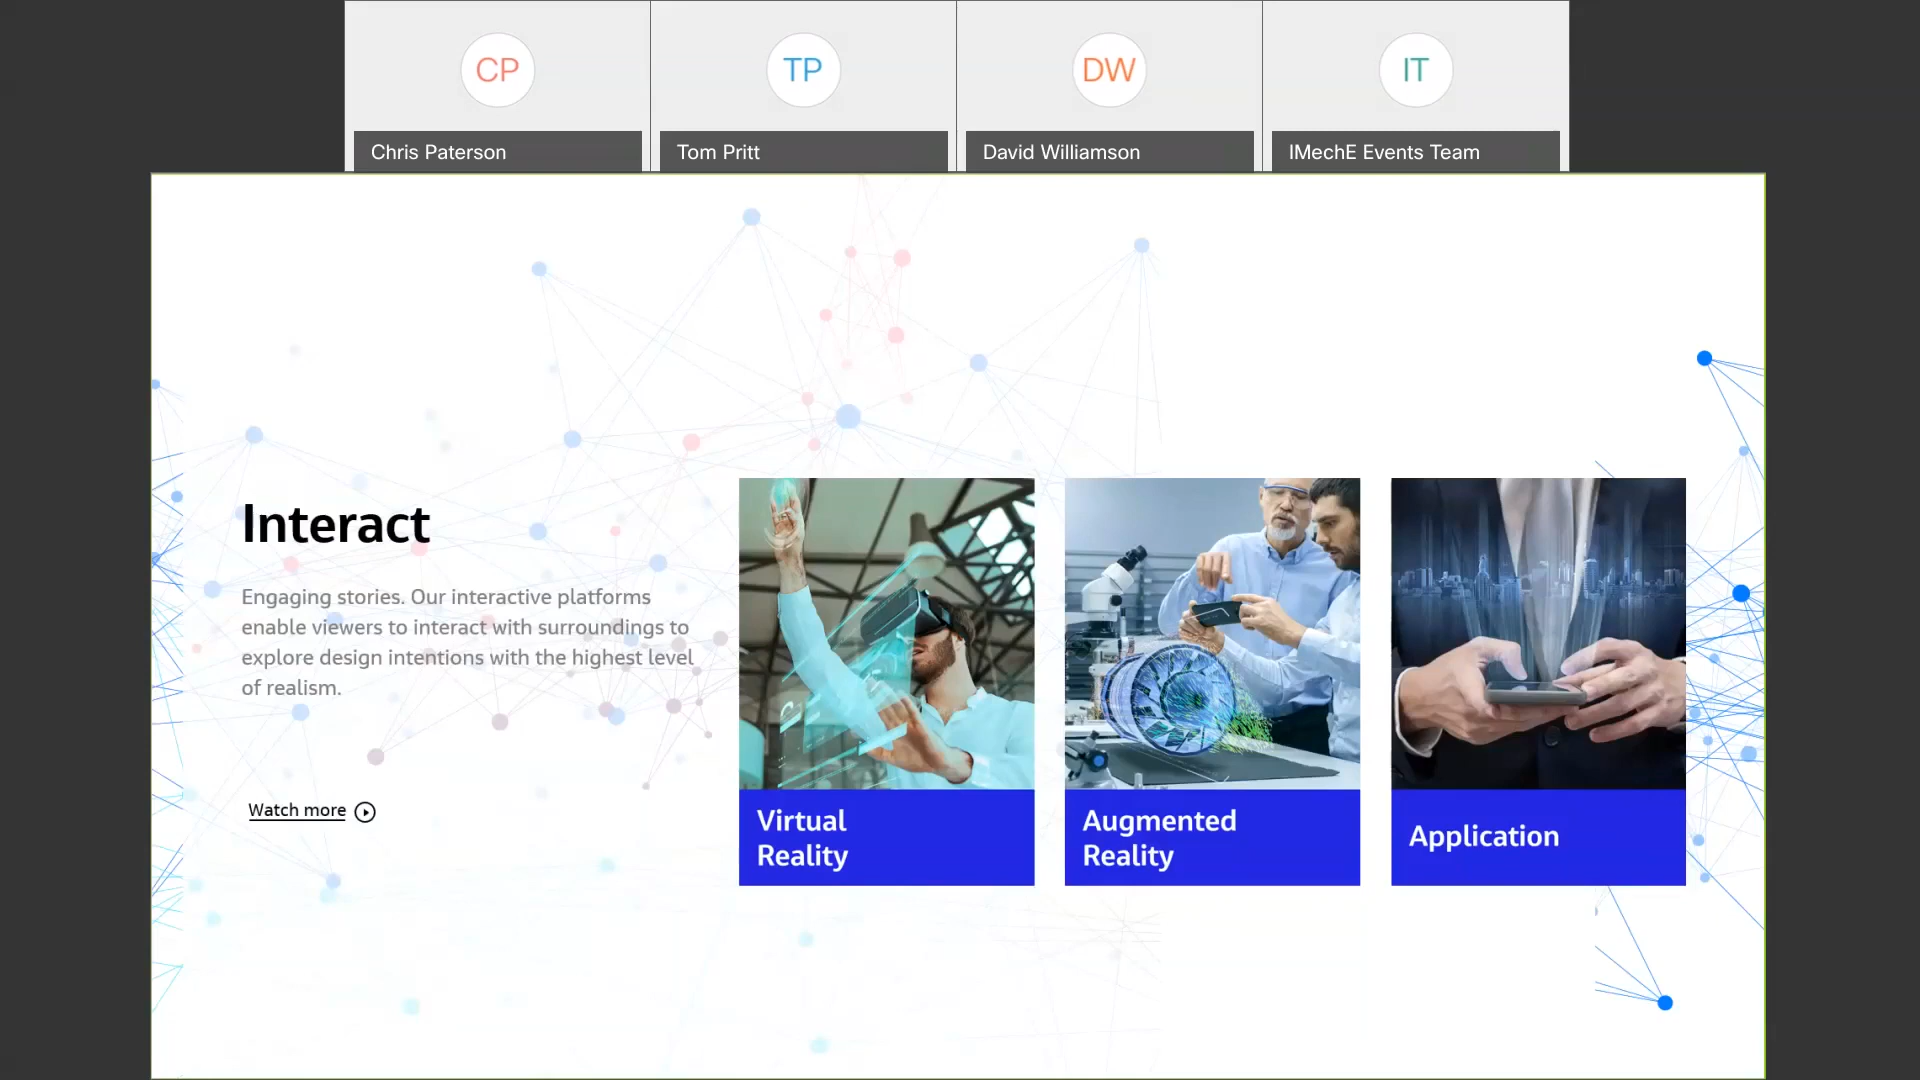 CP
TP
DW
IT
Chris Paterson
Tom Pritt
David Williamson
IMechE Events Team
Interact
Engaging stories. Our interactive platforms
enable viewers to interact with surroundings to
explore design intentions with the highest level
of realism.
Watch more
Virtual
Reality
Augmented
Reality
Application